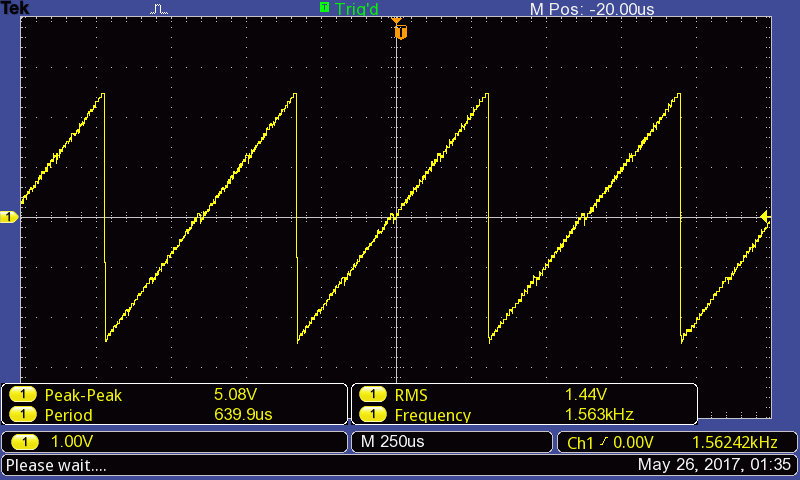 Tek T Trig'd M Pos: -20.00us
T
1
1 Peak-Peak 5.08V 1 RMS 1.44V
1 Period 639.9us 1 Frequency 1.563kHz
1 1.00V M 250us Ch1 0.00V 1.56242kHz
Please wait.... May 26, 2017, 01:35